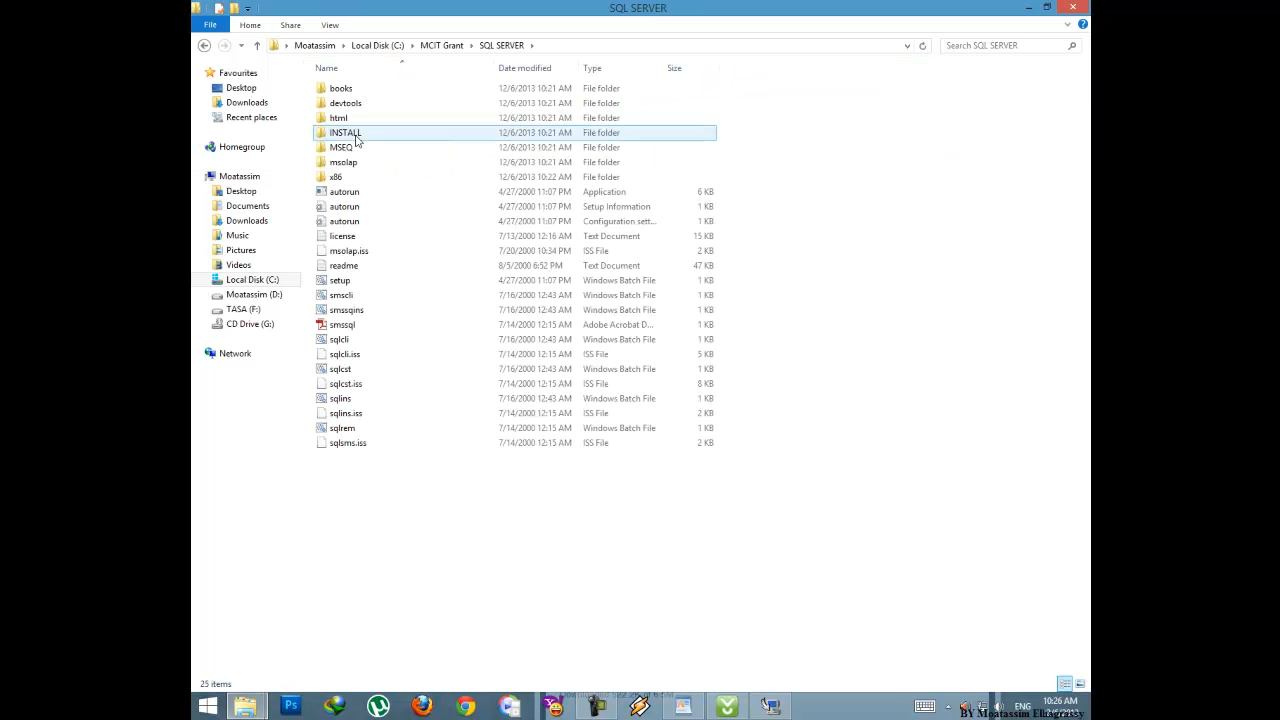 SQL SERVER
File Home Share View
Moatassim Local Disk (C:) MCIT Grant SQL SERVER Search SQL SERVER
Name Date modified Type Size
Favourites
Desktop
Downloads
Recent places
Homegroup
Moatassim
Desktop
Documents
Downloads
Music
Pictures
Videos
Local Disk (C:)
Moatassim (D:)
TASA (F:)
CD Drive (G:)
Network
books 12/6/2013 10:21 AM File folder
devtools 12/6/2013 10:21 AM File folder
html 12/6/2013 10:21 AM File folder
INSTALL 12/6/2013 10:21 AM File folder
MSEQ 12/6/2013 10:21 AM File folder
msolap 12/6/2013 10:21 AM File folder
x86 12/6/2013 10:22 AM File folder
autorun 4/27/2000 11:07 PM Application 6 KB
autorun 4/27/2000 11:07 PM Setup Information 1 KB
autorun 4/27/2000 11:07 PM Configuration sett... 1 KB
license 7/13/2000 12:16 AM Text Document 15 KB
msolap.iss 7/20/2000 10:34 PM ISS File 2 KB
readme 8/5/2000 6:52 PM Text Document 47 KB
setup 4/27/2000 11:07 PM Windows Batch File 1 KB
smscli 7/16/2000 12:43 AM Windows Batch File 1 KB
smssqins 7/16/2000 12:43 AM Windows Batch File 1 KB
smssql 7/14/2000 12:15 AM Adobe Acrobat D... 1 KB
sqlcli 7/16/2000 12:43 AM Windows Batch File 1 KB
sqlcli.iss 7/14/2000 12:15 AM ISS File 5 KB
sqlcst 7/16/2000 12:43 AM Windows Batch File 1 KB
sqlcst.iss 7/14/2000 12:15 AM ISS File 8 KB
sqlins 7/16/2000 12:43 AM Windows Batch File 1 KB
sqlins.iss 7/14/2000 12:15 AM ISS File 2 KB
sqlrem 7/14/2000 12:15 AM Windows Batch File 1 KB
sqlsms.iss 7/14/2000 12:15 AM ISS File 2 KB
25 items
Ps W ENG 10:26 AM
BY Moatassim Elhagrassy